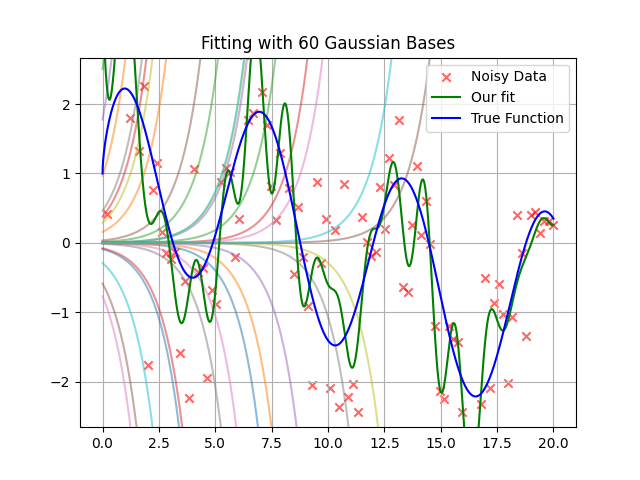 Fitting with 60 Gaussian Bases
Noisy Data
Our fit
True Function
2
1
0
−1
−2
0.0 2.5 5.0 7.5 10.0 12.5 15.0 17.5 20.0